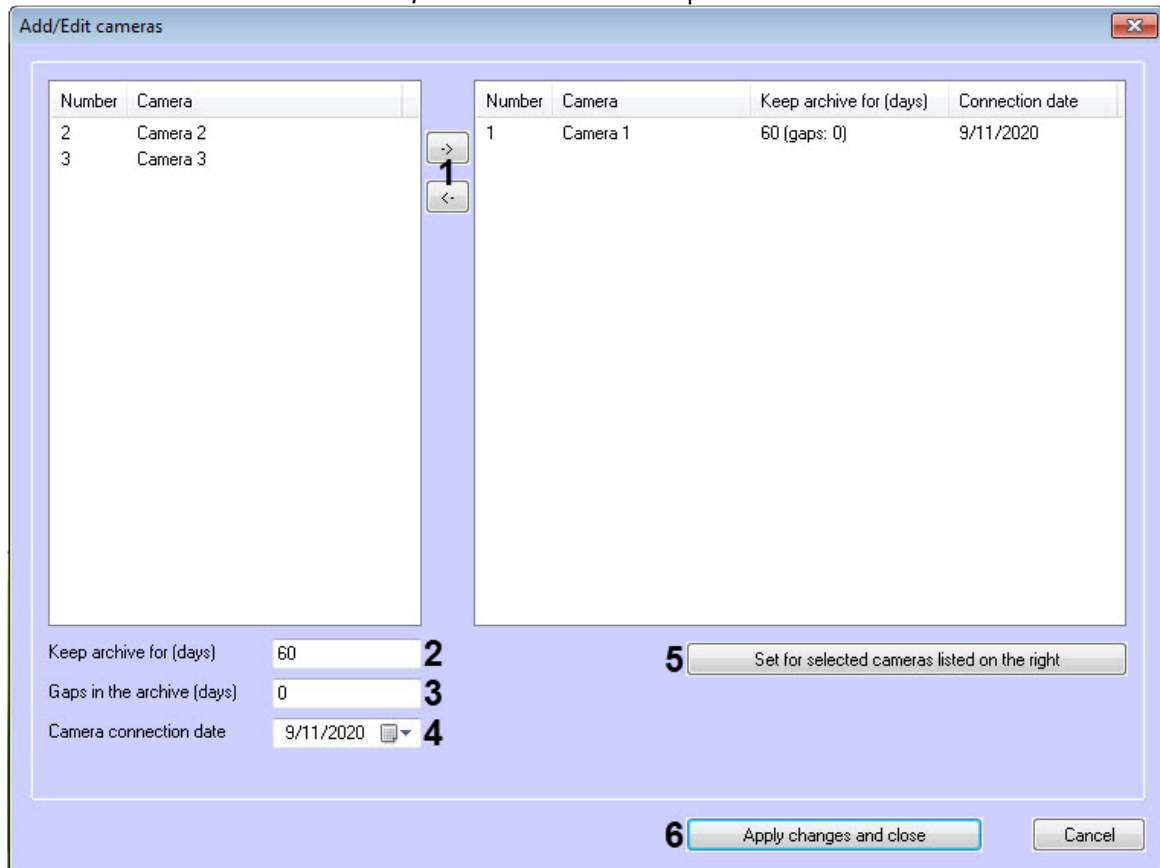 Add/Edit cameras
Number Camera
2 Camera 2
3 Camera 3
->
1
<-
Number Camera Keep archive for (days) Connection date
1 Camera 1 60 (gaps: 0) 9/11/2020
Keep archive for (days) 60 2
Gaps in the archive (days) 0 3
Camera connection date 9/11/2020 4
5 Set for selected cameras listed on the right
6 Apply changes and close Cancel